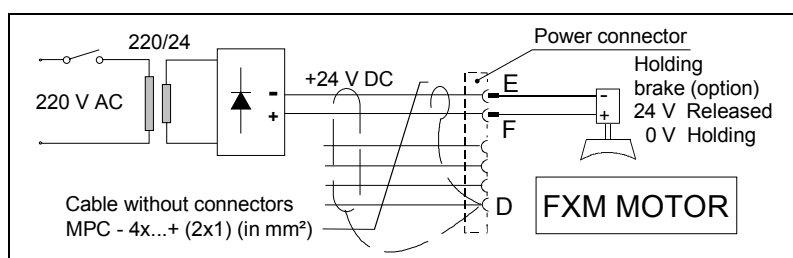 220/24
220 V AC
-
+
+24 V DC
Power connector
E
F
D
Holding
brake (option)
24 V Released
0 V Holding
-
+
Cable without connectors
MPC - 4x...+ (2x1) (in mm²)
FXM MOTOR